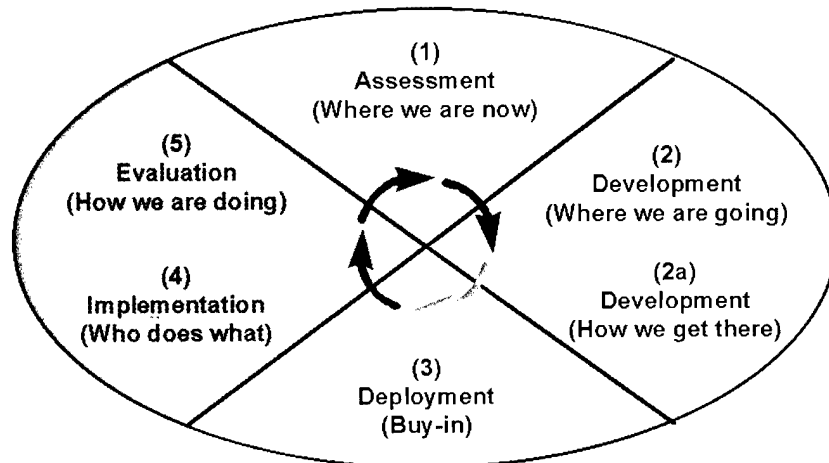 (1)
Assessment
(Where we are now)
(2)
Development
(Where we are going)
(2a)
Development
(How we get there)
(3)
Deployment
(Buy-in)
(4)
Implementation
(Who does what)
(5)
Evaluation
(How we are doing)